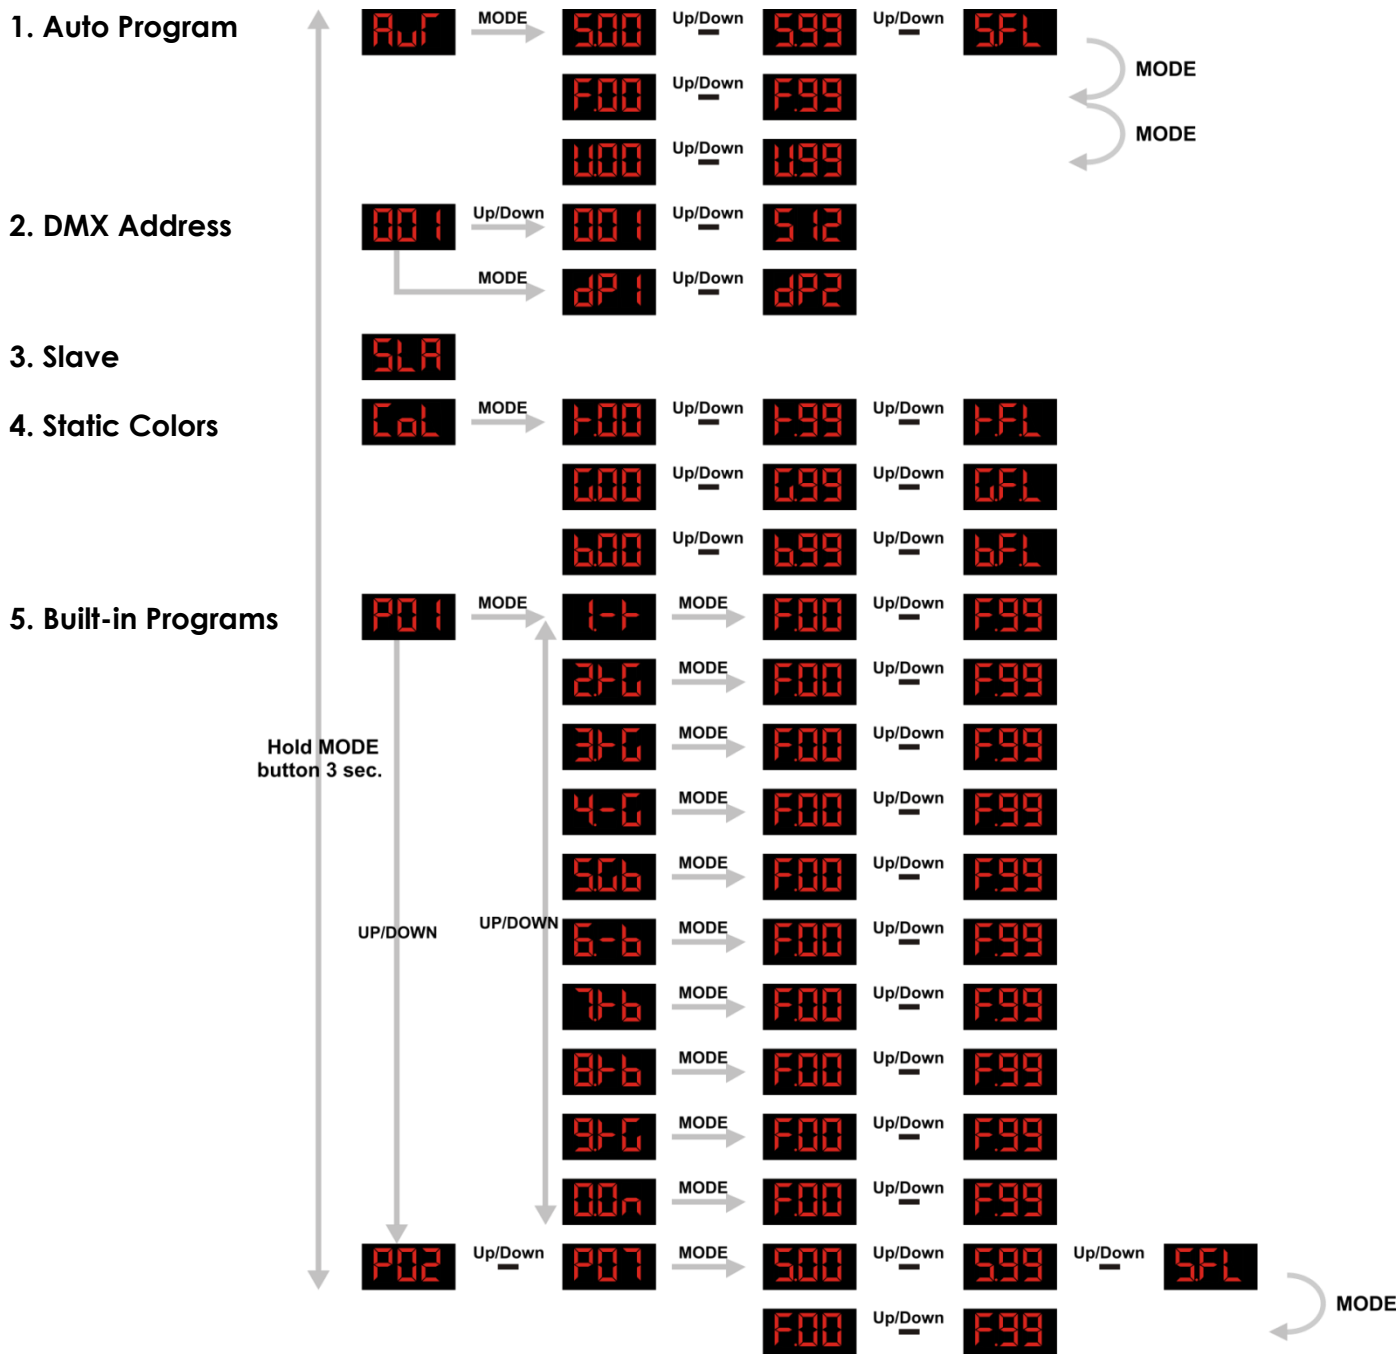 1. Auto Program AuT MODE S.00 Up/Down S.99 Up/Down S.FL
MODE
F.00 Up/Down F.99
MODE
U.00 Up/Down U.99
2. DMX Address 001 Up/Down 001 Up/Down 512
MODE dP1 Up/Down dP2
3. Slave SLA
4. Static Colors CoL MODE r.00 Up/Down r.99 Up/Down r.F.L
G.00 Up/Down G.99 Up/Down G.F.L
b.00 Up/Down b.99 Up/Down b.F.L
5. Built-in Programs P01 MODE 1.-r MODE F.00 Up/Down F.99
2.rG MODE F.00 Up/Down F.99
3.rG MODE F.00 Up/Down F.99
Hold MODE
button 3 sec.
4.-G MODE F.00 Up/Down F.99
5.Gb MODE F.00 Up/Down F.99
UP/DOWN UP/DOWN 6.-b MODE F.00 Up/Down F.99
7.rb MODE F.00 Up/Down F.99
8.rb MODE F.00 Up/Down F.99
9.rG MODE F.00 Up/Down F.99
0.0n MODE F.00 Up/Down F.99
P02 Up/Down P07 MODE S.00 Up/Down S.99 Up/Down S.FL
MODE
F.00 Up/Down F.99